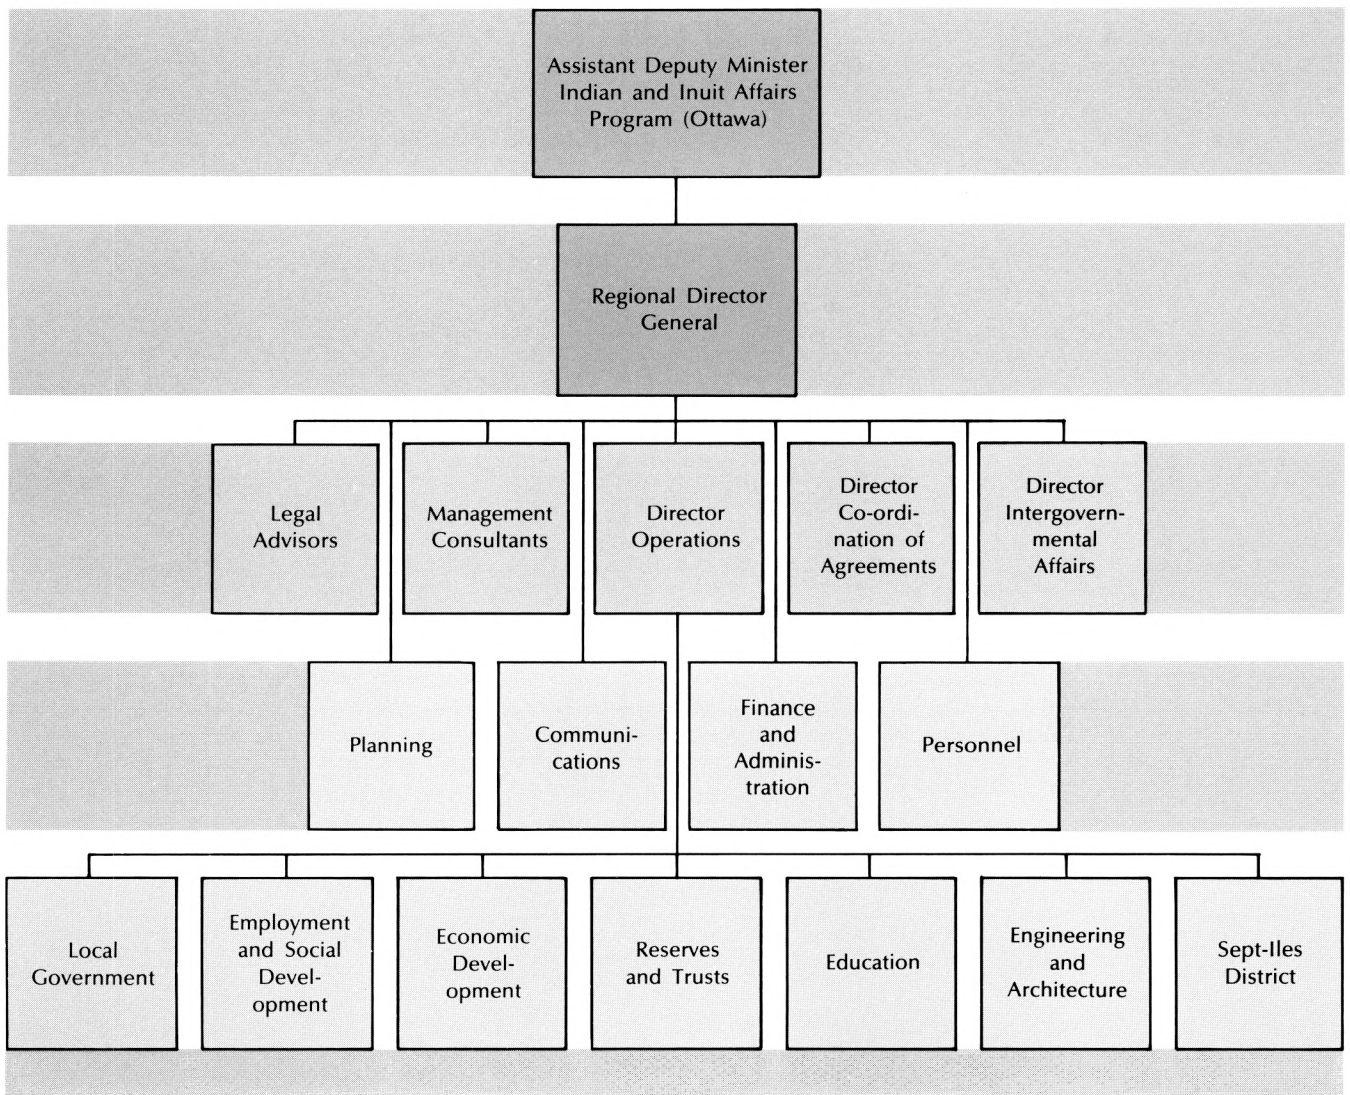 Assistant Deputy Minister
Indian and Inuit Affairs
Program (Ottawa)
Regional Director
General
Legal
Advisors
Management
Consultants
Director
Operations
Director
Co-ordi-
nation of
Agreements
Director
Intergovern-
mental
Affairs
Planning
Communi-
cations
Finance
and
Adminis-
tration
Personnel
Local
Government
Employment
and Social
Devel-
opment
Economic
Devel-
opment
Reserves
and Trusts
Education
Engineering
and
Architecture
Sept-Iles
District